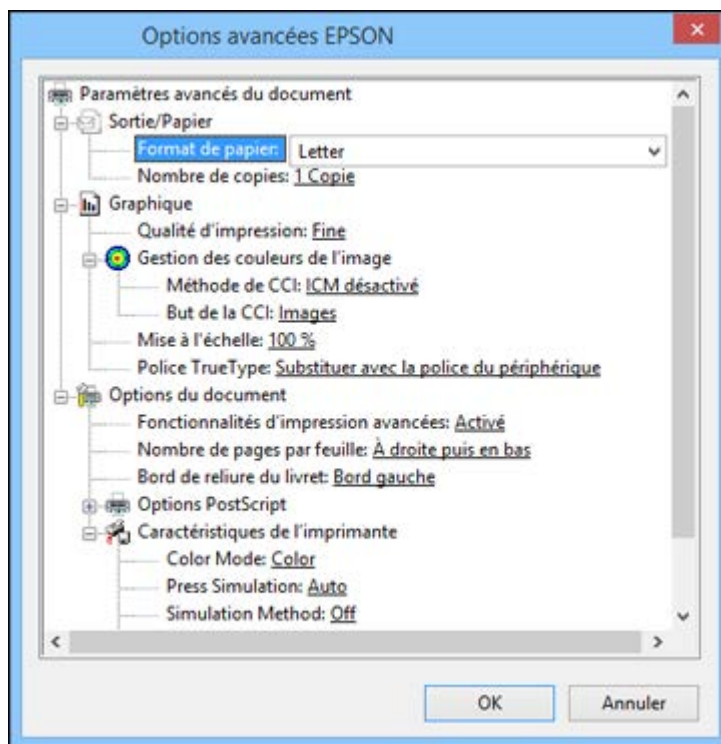 Options avancées EPSON
Paramètres avancés du document
Sortie/Papier
Format de papier: Letter
Nombre de copies: 1 Copie
Graphique
Qualité d'impression: Fine
Gestion des couleurs de l'image
Méthode de CCI: ICM désactivé
But de la CCI: Images
Mise à l'échelle: 100 %
Police TrueType: Substituer avec la police du périphérique
Options du document
Fonctionnalités d'impression avancées: Activé
Nombre de pages par feuille: À droite puis en bas
Bord de reliure du livret: Bord gauche
Options PostScript
Caractéristiques de l'imprimante
Color Mode: Color
Press Simulation: Auto
Simulation Method: Off
OK Annuler